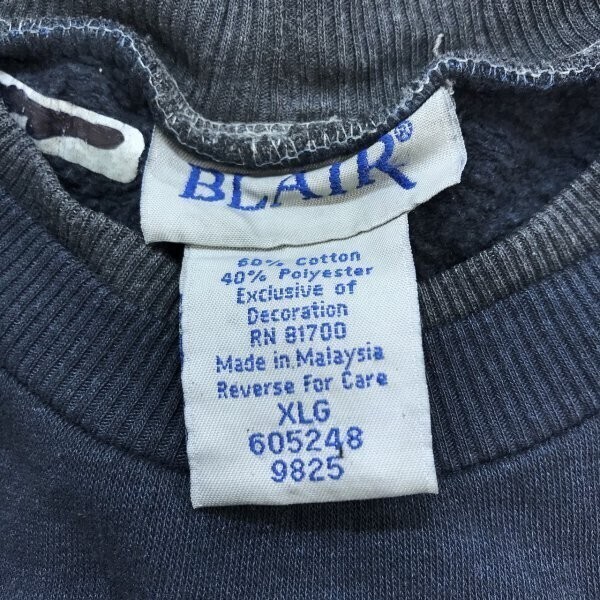 BLAIR®
60% Cotton
40% Polyester
Exclusive of
Decoration
RN 81700
Made in Malaysia
Reverse For Care
XLG
605248
9825